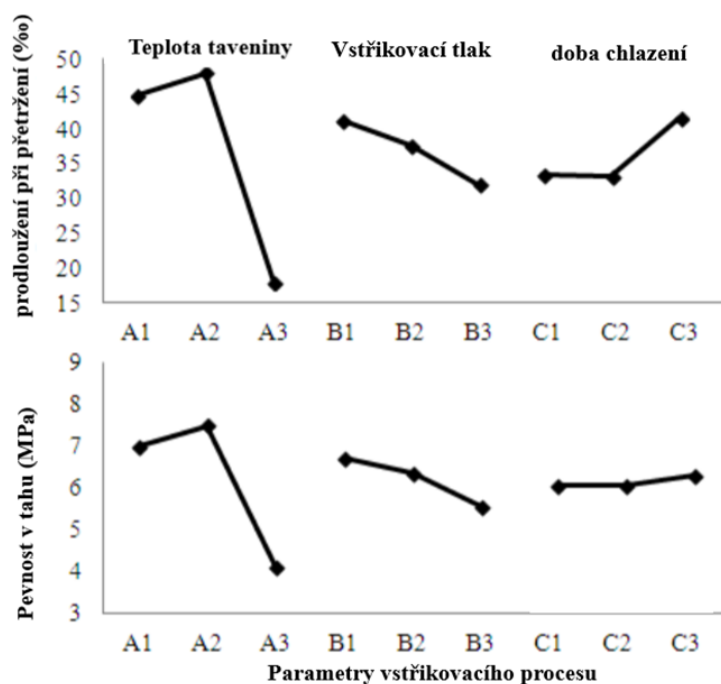 Teplota taveniny Vstřikovací tlak doba chlazení
prodloužení při přetržení (‰)
50
45
40
35
30
25
20
15
A1 A2 A3 B1 B2 B3 C1 C2 C3
Pevnost v tahu (MPa)
9
8
7
6
5
4
3
A1 A2 A3 B1 B2 B3 C1 C2 C3
Parametry vstřikovacího procesu